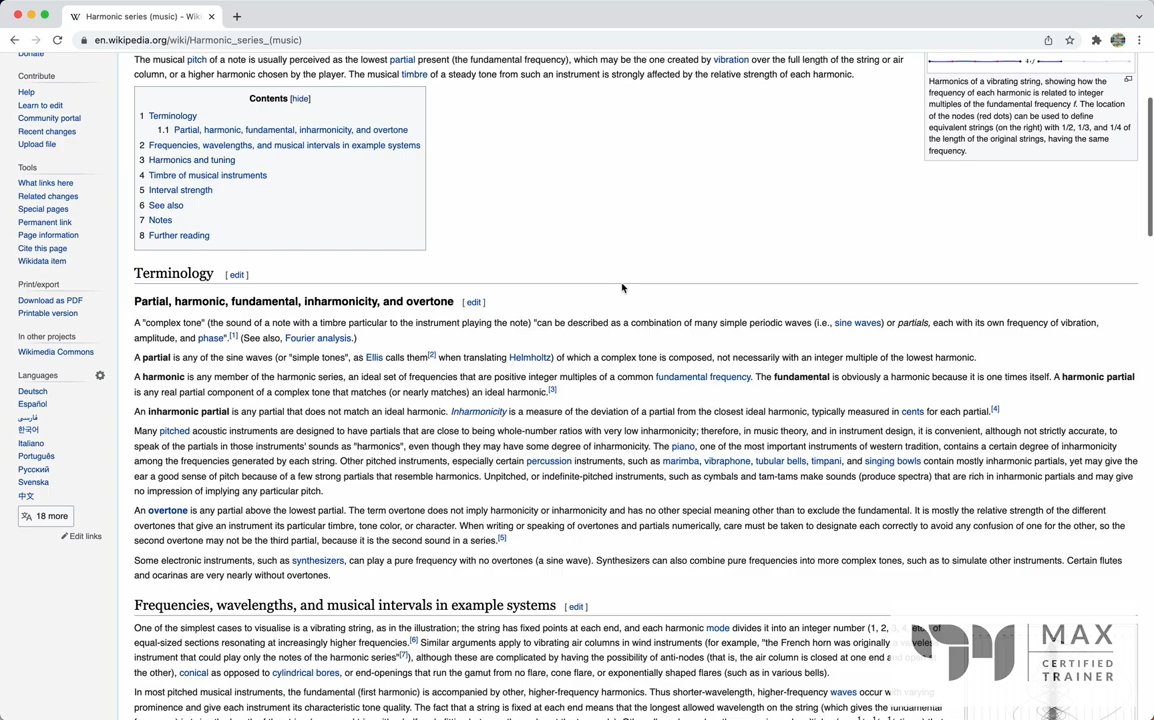 Harmonic series (music) - Wiki
en.wikipedia.org/wiki/Harmonic_series_(music)
Donate
Contribute
Help
Learn to edit
Community portal
Recent changes
Upload file
Tools
What links here
Related changes
Special pages
Permanent link
Page information
Cite this page
Wikidata item
Print/export
Download as PDF
Printable version
In other projects
Wikimedia Commons
Languages
Deutsch
Español
فارسی
한국어
Italiano
Português
Русский
Svenska
中文
18 more
Edit links
The musical pitch of a note is usually perceived as the lowest partial present (the fundamental frequency), which may be the one created by vibration over the full length of the string or air
column, or a higher harmonic chosen by the player. The musical timbre of a steady tone from such an instrument is strongly affected by the relative strength of each harmonic.
Harmonics of a vibrating string, showing how the
frequency of each harmonic is related to integer
multiples of the fundamental frequency f. The location
of the nodes (red dots) can be used to define
equivalent strings (on the right) with 1/2, 1/3, and 1/4 of
the length of the original strings, having the same
frequency.
Contents [hide]
1 Terminology
1.1 Partial, harmonic, fundamental, inharmonicity, and overtone
2 Frequencies, wavelengths, and musical intervals in example systems
3 Harmonics and tuning
4 Timbre of musical instruments
5 Interval strength
6 See also
7 Notes
8 Further reading
Terminology [ edit ]
Partial, harmonic, fundamental, inharmonicity, and overtone [ edit ]
A "complex tone" (the sound of a note with a timbre particular to the instrument playing the note) "can be described as a combination of many simple periodic waves (i.e., sine waves) or partials, each with its own frequency of vibration,
amplitude, and phase".[1] (See also, Fourier analysis.)
A partial is any of the sine waves (or "simple tones", as Ellis calls them[2] when translating Helmholtz) of which a complex tone is composed, not necessarily with an integer multiple of the lowest harmonic.
A harmonic is any member of the harmonic series, an ideal set of frequencies that are positive integer multiples of a common fundamental frequency. The fundamental is obviously a harmonic because it is one times itself. A harmonic partial
is any real partial component of a complex tone that matches (or nearly matches) an ideal harmonic.[3]
An inharmonic partial is any partial that does not match an ideal harmonic. Inharmonicity is a measure of the deviation of a partial from the closest ideal harmonic, typically measured in cents for each partial.[4]
Many pitched acoustic instruments are designed to have partials that are close to being whole-number ratios with very low inharmonicity; therefore, in music theory, and in instrument design, it is convenient, although not strictly accurate, to
speak of the partials in those instruments' sounds as "harmonics", even though they may have some degree of inharmonicity. The piano, one of the most important instruments of western tradition, contains a certain degree of inharmonicity
among the frequencies generated by each string. Other pitched instruments, especially certain percussion instruments, such as marimba, vibraphone, tubular bells, timpani, and singing bowls contain mostly inharmonic partials, yet may give the
ear a good sense of pitch because of a few strong partials that resemble harmonics. Unpitched, or indefinite-pitched instruments, such as cymbals and tam-tams make sounds (produce spectra) that are rich in inharmonic partials and may give
no impression of implying any particular pitch.
An overtone is any partial above the lowest partial. The term overtone does not imply harmonicity or inharmonicity and has no other special meaning other than to exclude the fundamental. It is mostly the relative strength of the different
overtones that give an instrument its particular timbre, tone color, or character. When writing or speaking of overtones and partials numerically, care must be taken to designate each correctly to avoid any confusion of one for the other, so the
second overtone may not be the third partial, because it is the second sound in a series.[5]
Some electronic instruments, such as synthesizers, can play a pure frequency with no overtones (a sine wave). Synthesizers can also combine pure frequencies into more complex tones, such as to simulate other instruments. Certain flutes
and ocarinas are very nearly without overtones.
Frequencies, wavelengths, and musical intervals in example systems [ edit ]
One of the simplest cases to visualise is a vibrating string, as in the illustration; the string has fixed points at each end, and each harmonic mode divides it into an integer number (1, 2, 3, 4, etc.) of
equal-sized sections resonating at increasingly higher frequencies.[6] Similar arguments apply to vibrating air columns in wind instruments (for example, "the French horn was originally a valveless
instrument that could play only the notes of the harmonic series"[7]), although these are complicated by having the possibility of anti-nodes (that is, the air column is closed at one end and open at
the other), conical as opposed to cylindrical bores, or end-openings that run the gamut from no flare, cone flare, or exponentially shaped flares (such as in various bells).
In most pitched musical instruments, the fundamental (first harmonic) is accompanied by other, higher-frequency harmonics. Thus shorter-wavelength, higher-frequency waves occur with varying
prominence and give each instrument its characteristic tone quality. The fact that a string is fixed at each end means that the longest allowed wavelength on the string (which gives the
MAX
CERTIFIED
TRAINER